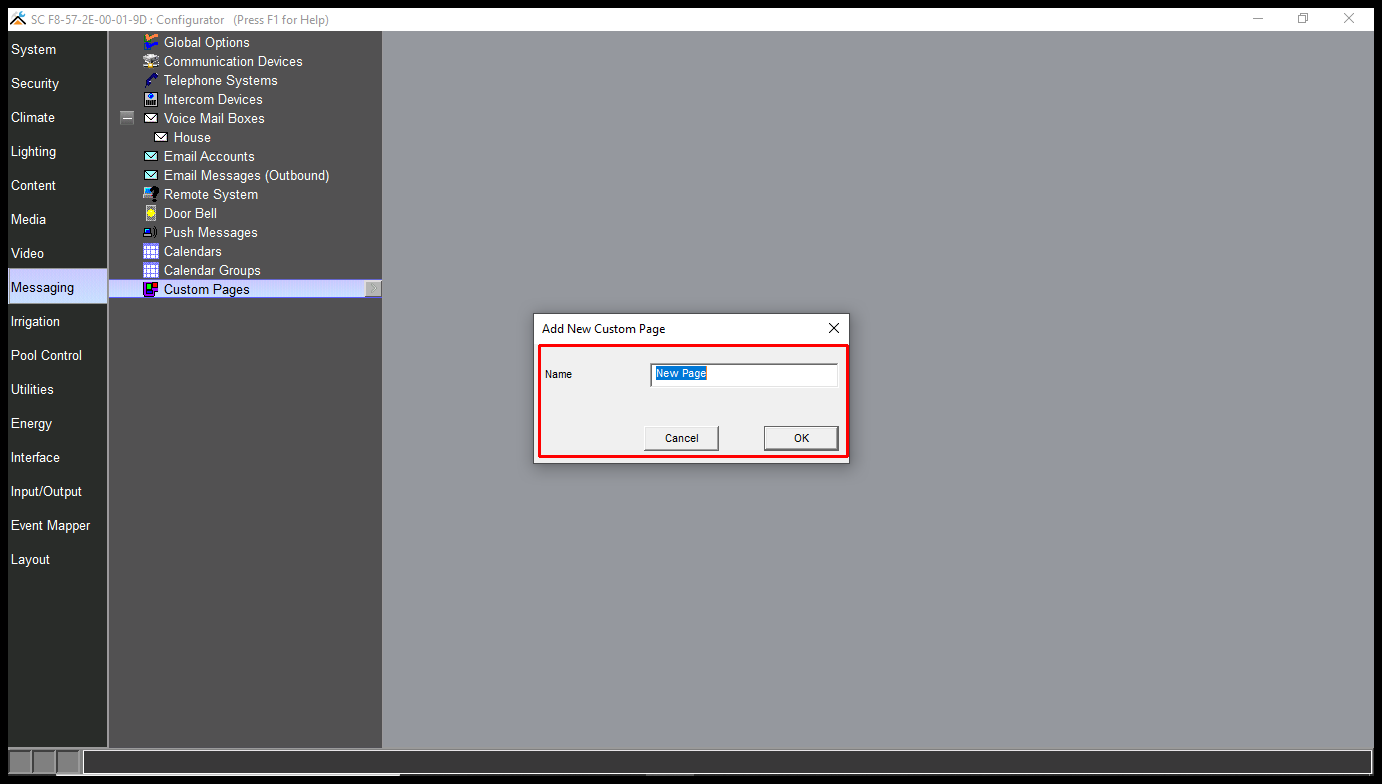 SC F8-57-2E-00-01-9D : Configurator (Press F1 for Help)
System
Security
Climate
Lighting
Content
Media
Video
Messaging
Irrigation
Pool Control
Utilities
Energy
Interface
Input/Output
Event Mapper
Layout
Global Options
Communication Devices
Telephone Systems
Intercom Devices
Voice Mail Boxes
House
Email Accounts
Email Messages (Outbound)
Remote System
Door Bell
Push Messages
Calendars
Calendar Groups
Custom Pages
Add New Custom Page
Name
New Page
Cancel
OK